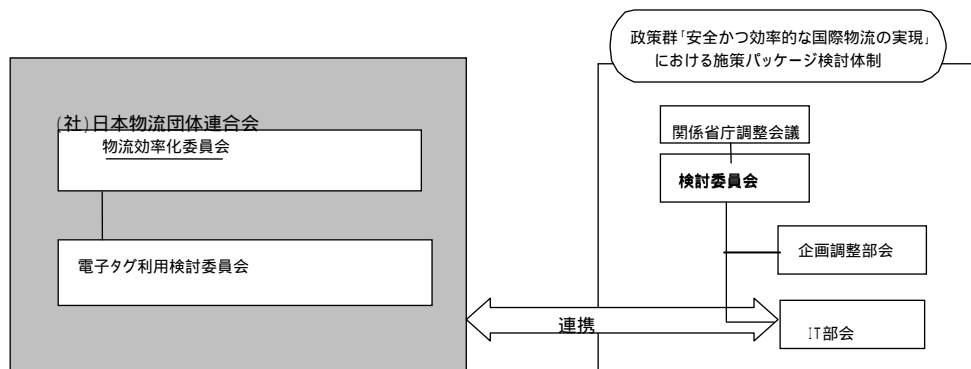 (社)日本物流団体連合会
物流効率化委員会
電子タグ利用検討委員会
連携
政策群「安全かつ効率的な国際物流の実現」
における施策パッケージ検討体制
関係省庁調整会議
検討委員会
企画調整部会
IT部会